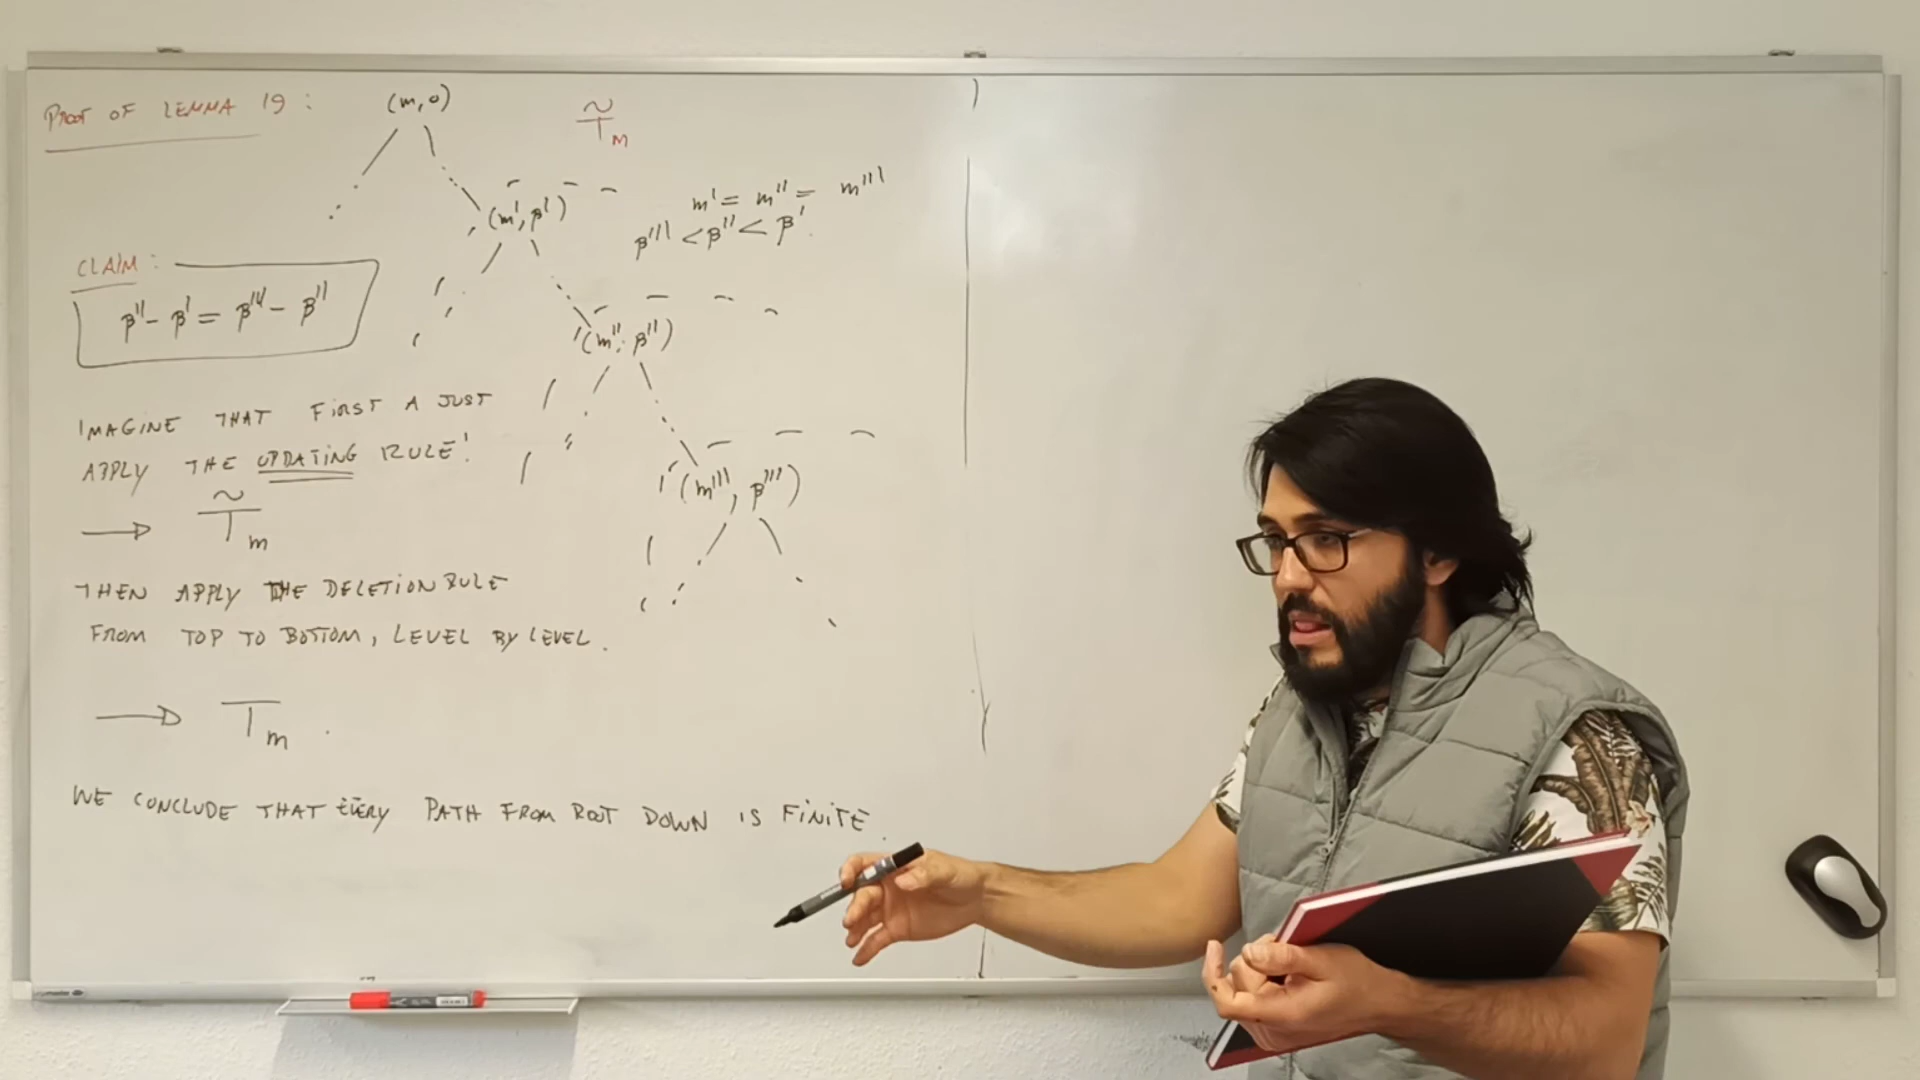 PROOF OF LEMMA 19 :
(m, 0)
T̃ₘ
(m', β')
m' = m'' = m'''
β''' < β'' < β'
CLAIM :
β'' - β' = β''' - β''
(m'', β'')
IMAGINE THAT FIRST A JUST
APPLY THE UPDATING RULE!
(m''', β''')
→ T̃ₘ
THEN APPLY THE DELETION RULE
FROM TOP TO BOTTOM, LEVEL BY LEVEL.
→ Tₘ .
WE CONCLUDE THAT EVERY PATH FROM ROOT DOWN IS FINITE.